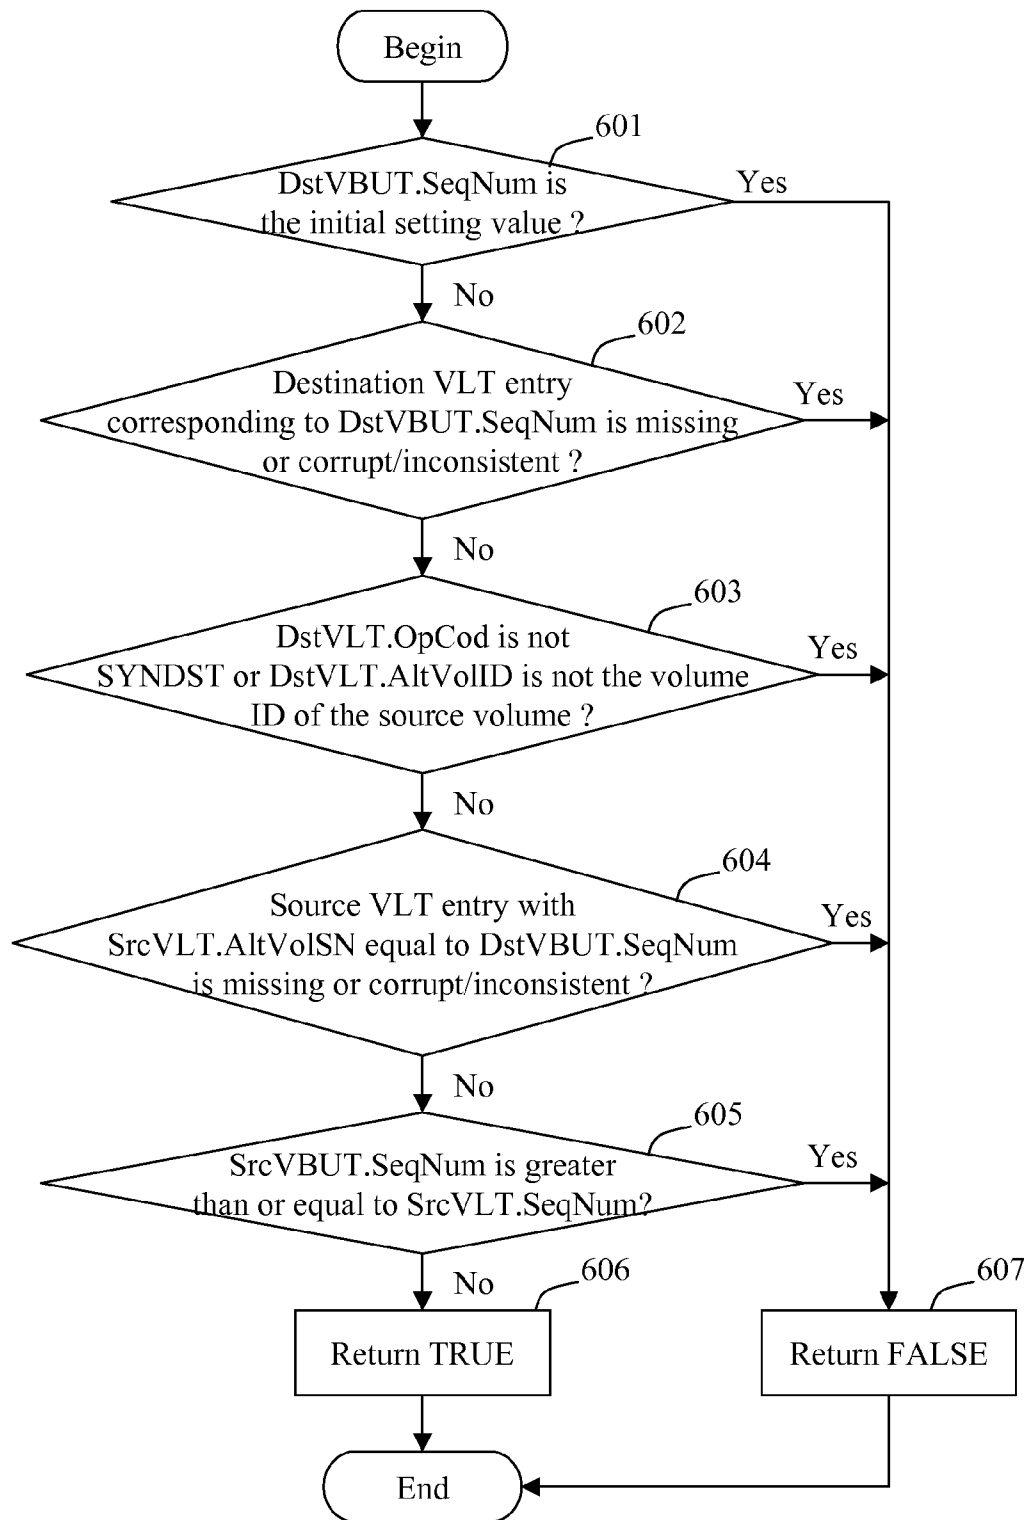 Begin
601
DstVBUT.SeqNum is
the initial setting value ?
Yes
No
602
Destination VLT entry
corresponding to DstVBUT.SeqNum is missing
or corrupt/inconsistent ?
Yes
No
603
DstVLT.OpCod is not
SYNDST or DstVLT.AltVolID is not the volume
ID of the source volume ?
Yes
No
604
Source VLT entry with
SrcVLT.AltVolSN equal to DstVBUT.SeqNum
is missing or corrupt/inconsistent ?
Yes
No
605
SrcVBUT.SeqNum is greater
than or equal to SrcVLT.SeqNum?
Yes
No
606
Return TRUE
607
Return FALSE
End